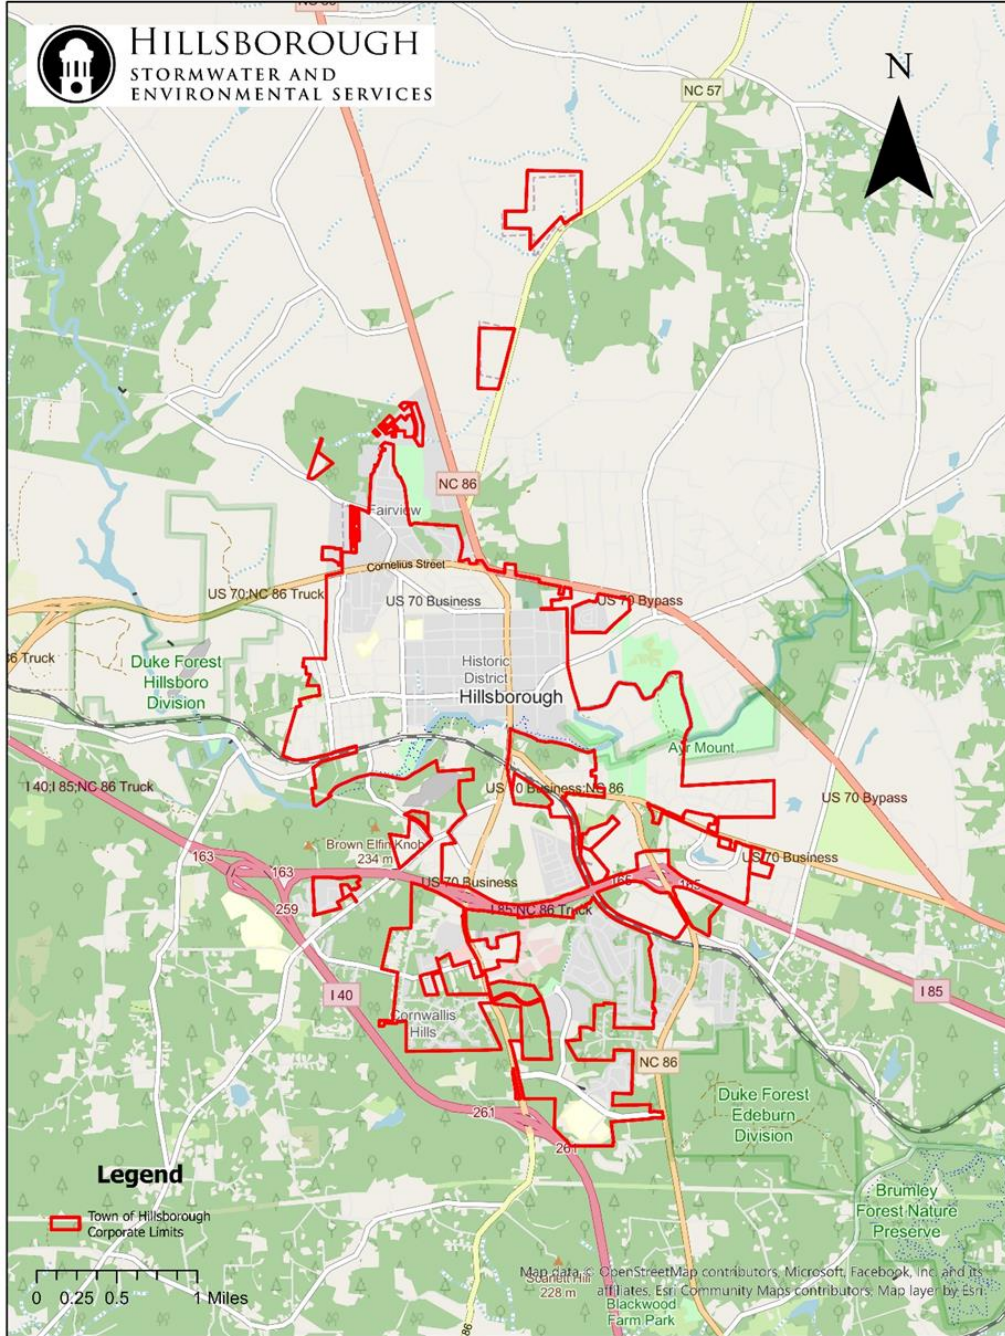 NC 86
HILLSBOROUGH
STORMWATER AND
ENVIRONMENTAL SERVICES
N
NC 57
NC 86
Fairview
Cornelius Street
US 70;NC 86 Truck
US 70 Business
US 70 Bypass
86 Truck
Duke Forest
Hillsboro
Division
Historic
District
Hillsborough
Ayr Mount
I 40;I 85;NC 86 Truck
US 70 Business;NC 86
US 70 Bypass
Brown Elfin Knob
234 m
163
163
US 70 Business
165
165
US 70 Business
259
I 85;NC 86 Truck
I 40
I 85
Cornwallis
Hills
NC 86
Duke Forest
Edeburn
Division
261
261
Legend
Town of Hillsborough
Corporate Limits
Brumley
Forest Nature
Preserve
0 0.25 0.5 1 Miles
Map data © OpenStreetMap contributors, Microsoft, Facebook, Inc. and its
affiliates, Esri Community Maps contributors, Map layer by Esri
Scarlett Hill
228 m
Blackwood
Farm Park
86